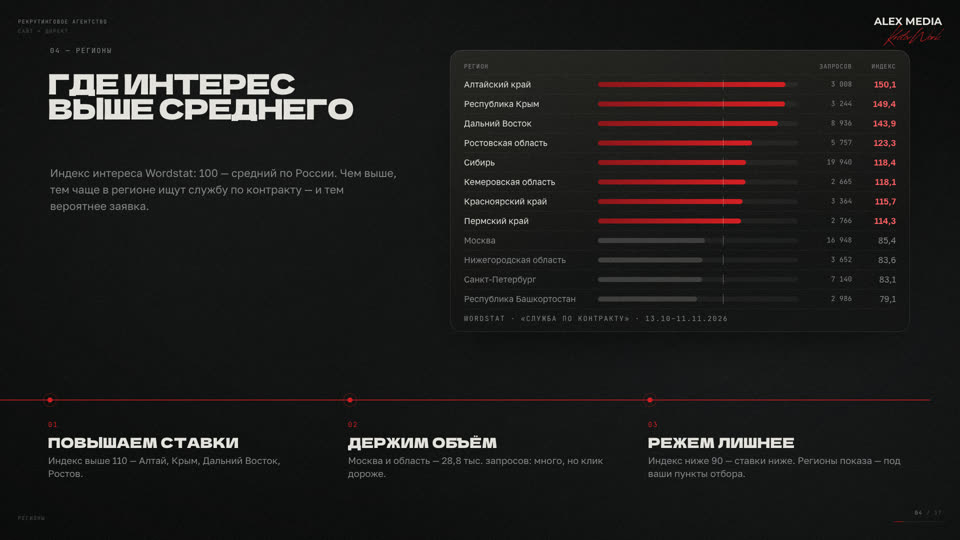 РЕКРУТИНГОВОЕ АГЕНТСТВО
САЙТ + ДИРЕКТ
ALEX MEDIA
04 — РЕГИОНЫ
ГДЕ ИНТЕРЕС
ВЫШЕ СРЕДНЕГО
Индекс интереса Wordstat: 100 — средний по России. Чем выше,
тем чаще в регионе ищут службу по контракту — и тем
вероятнее заявка.
РЕГИОН ЗАПРОСОВ ИНДЕКС
Алтайский край 3 008 150,1
Республика Крым 3 244 149,4
Дальний Восток 8 936 143,9
Ростовская область 5 757 123,3
Сибирь 19 940 118,4
Кемеровская область 2 665 118,1
Красноярский край 3 364 115,7
Пермский край 2 766 114,3
Москва 16 948 85,4
Нижегородская область 3 652 83,6
Санкт-Петербург 7 140 83,1
Республика Башкортостан 2 986 79,1
WORDSTAT · «СЛУЖБА ПО КОНТРАКТУ» · 13.10–11.11.2026
01
ПОВЫШАЕМ СТАВКИ
Индекс выше 110 — Алтай, Крым, Дальний Восток,
Ростов.
02
ДЕРЖИМ ОБЪЁМ
Москва и область — 28,8 тыс. запросов: много, но клик
дороже.
03
РЕЖЕМ ЛИШНЕЕ
Индекс ниже 90 — ставки ниже. Регионы показа — под
ваши пункты отбора.
РЕГИОНЫ
04 / 17